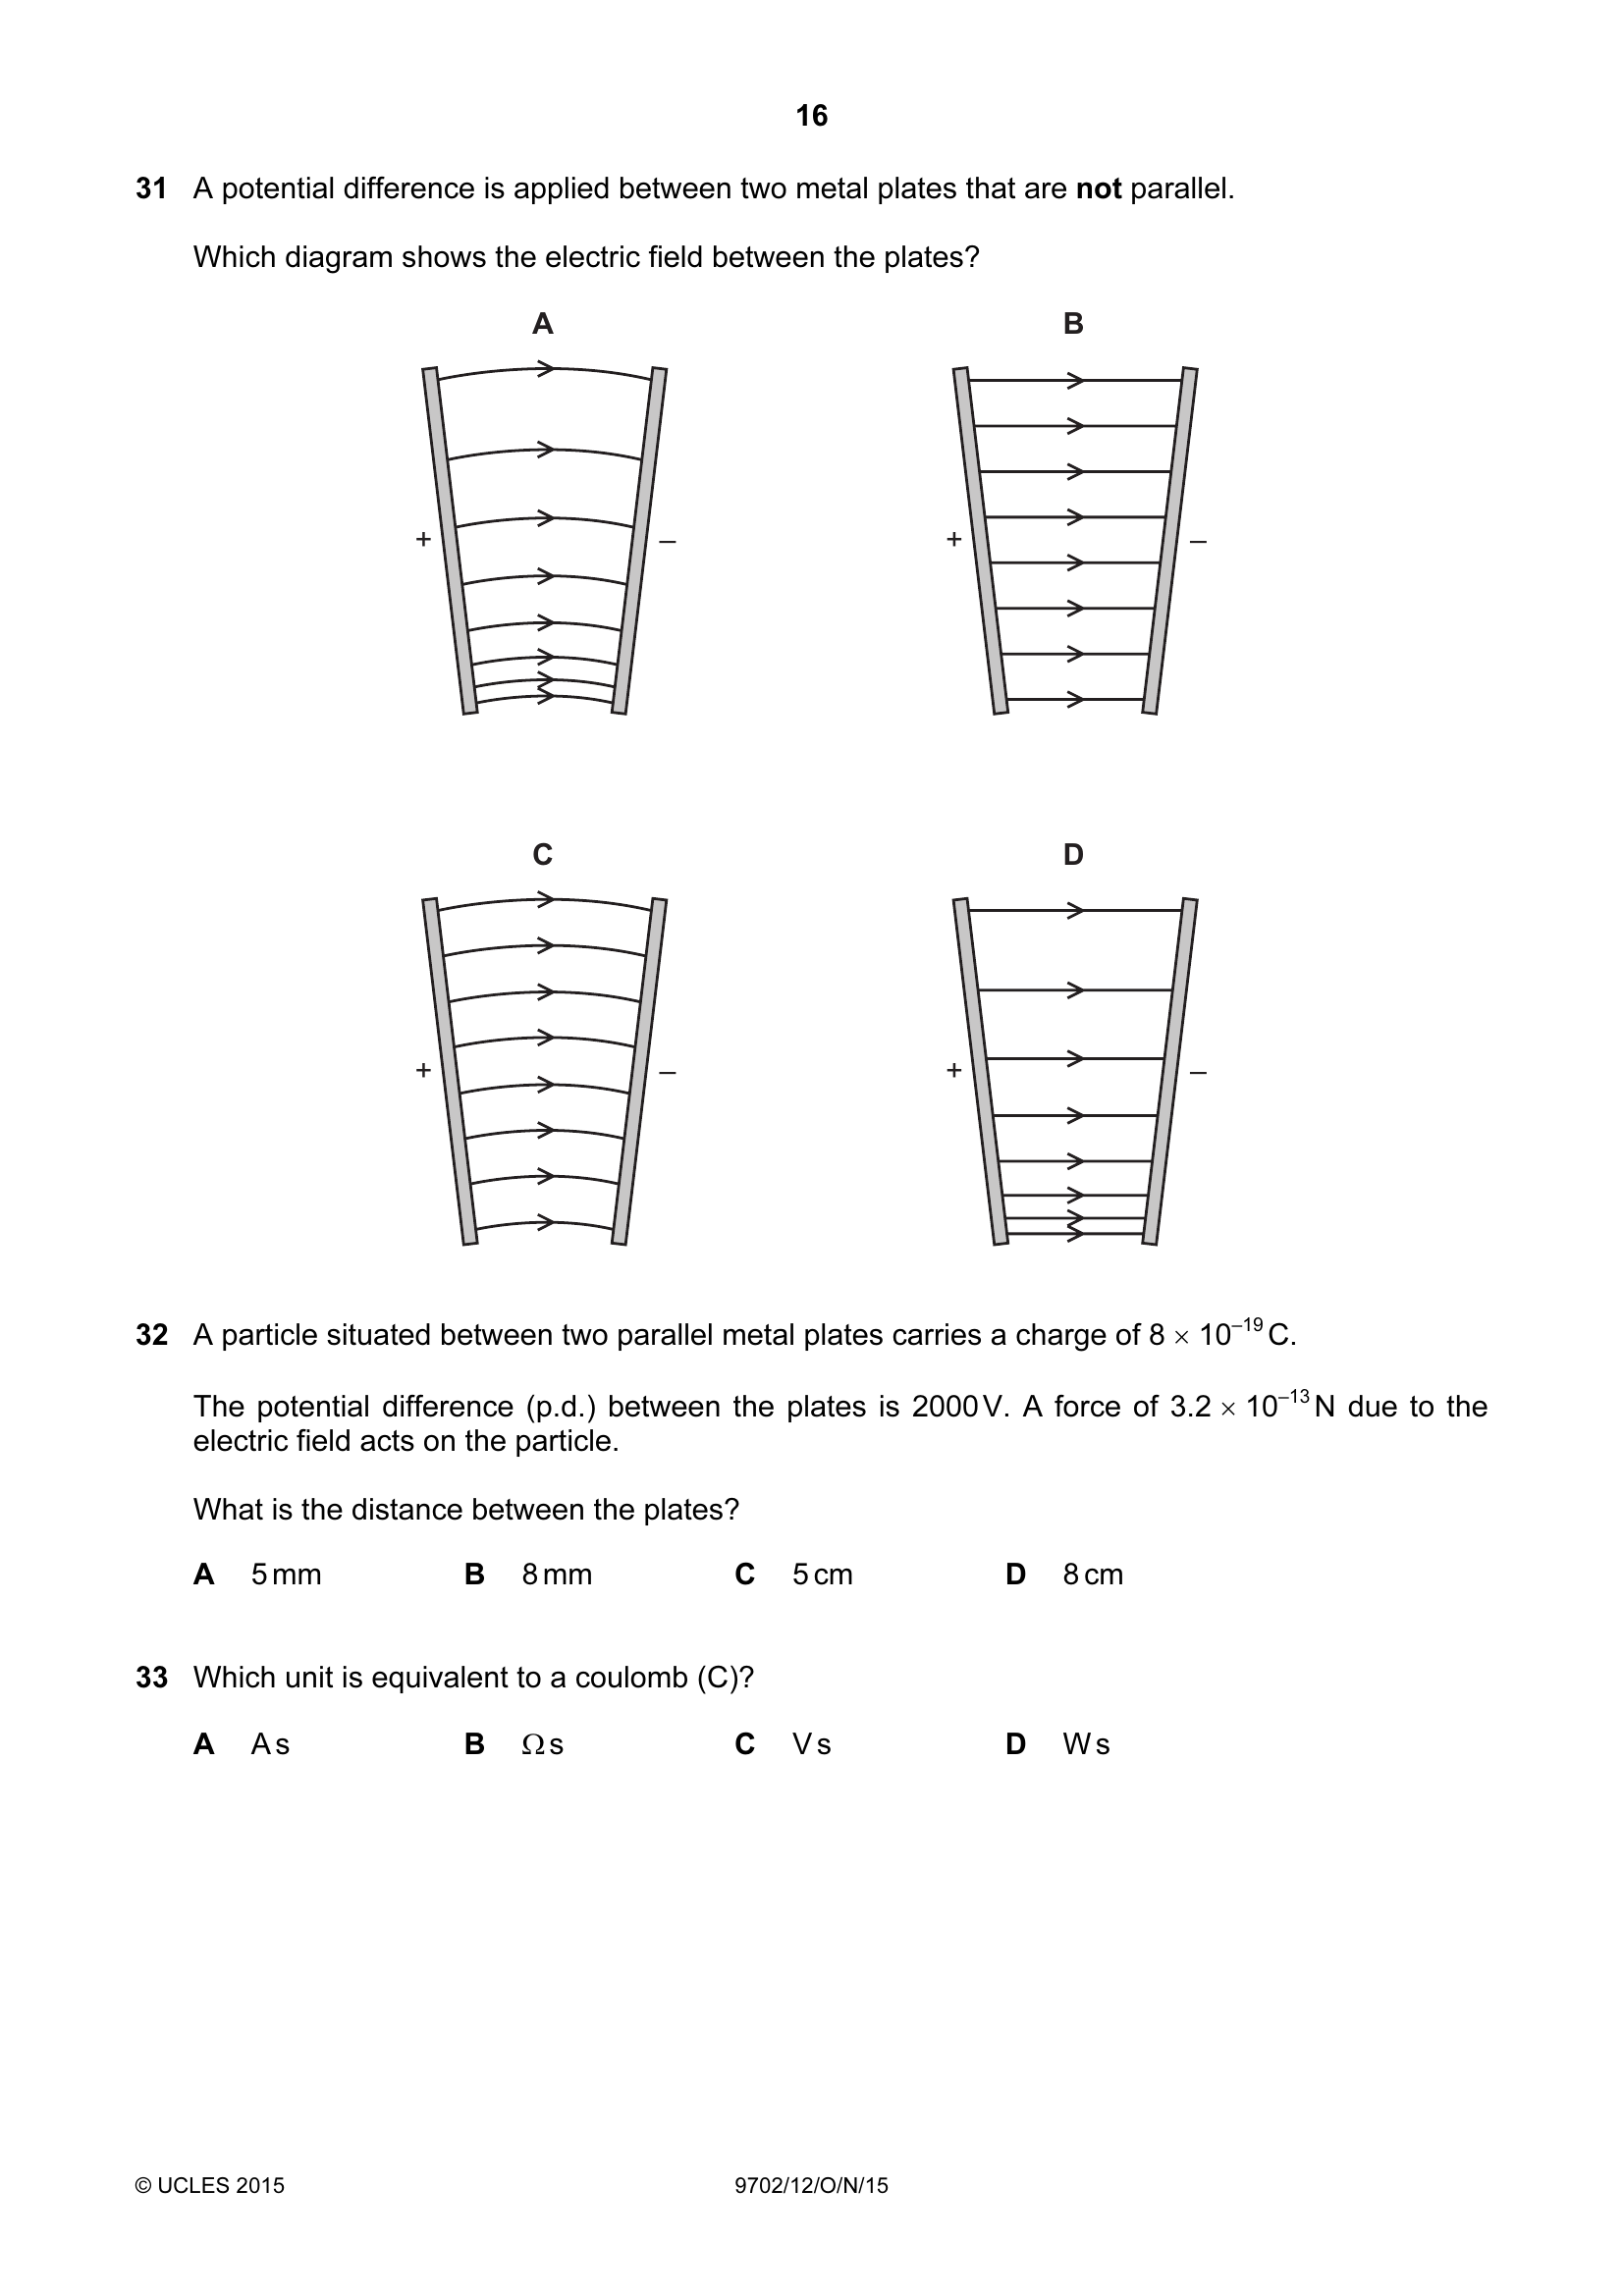 16
31 A potential difference is applied between two metal plates that are not parallel.
Which diagram shows the electric field between the plates?
A B
+ – + –
C D
+ – + –
32 A particle situated between two parallel metal plates carries a charge of 8 × 10⁻¹⁹ C.
The potential difference (p.d.) between the plates is 2000 V. A force of 3.2 × 10⁻¹³ N due to the
electric field acts on the particle.
What is the distance between the plates?
A 5 mm B 8 mm C 5 cm D 8 cm
33 Which unit is equivalent to a coulomb (C)?
A A s B Ω s C V s D W s
© UCLES 2015 9702/12/O/N/15